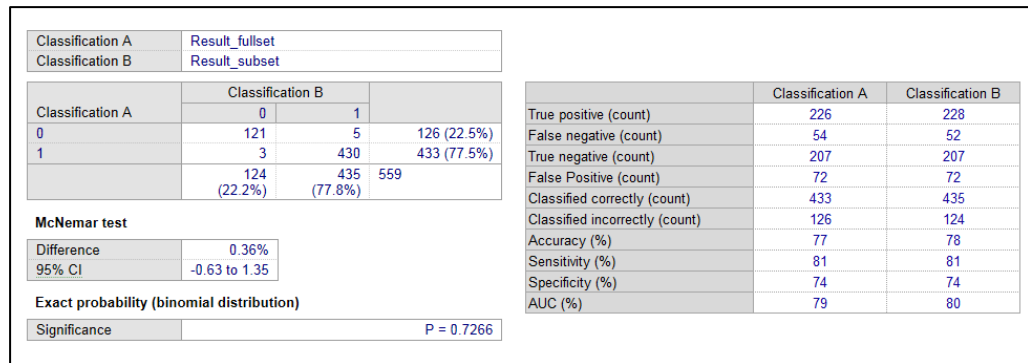 Classification A Result_fullset
Classification B Result_subset
Classification B
Classification A 0 1
0 121 5 126 (22.5%)
1 3 430 433 (77.5%)
124 435 559
(22.2%) (77.8%)
McNemar test
Difference 0.36%
95% CI -0.63 to 1.35
Exact probability (binomial distribution)
Significance P = 0.7266
Classification A Classification B
True positive (count) 226 228
False negative (count) 54 52
True negative (count) 207 207
False Positive (count) 72 72
Classified correctly (count) 433 435
Classified incorrectly (count) 126 124
Accuracy (%) 77 78
Sensitivity (%) 81 81
Specificity (%) 74 74
AUC (%) 79 80